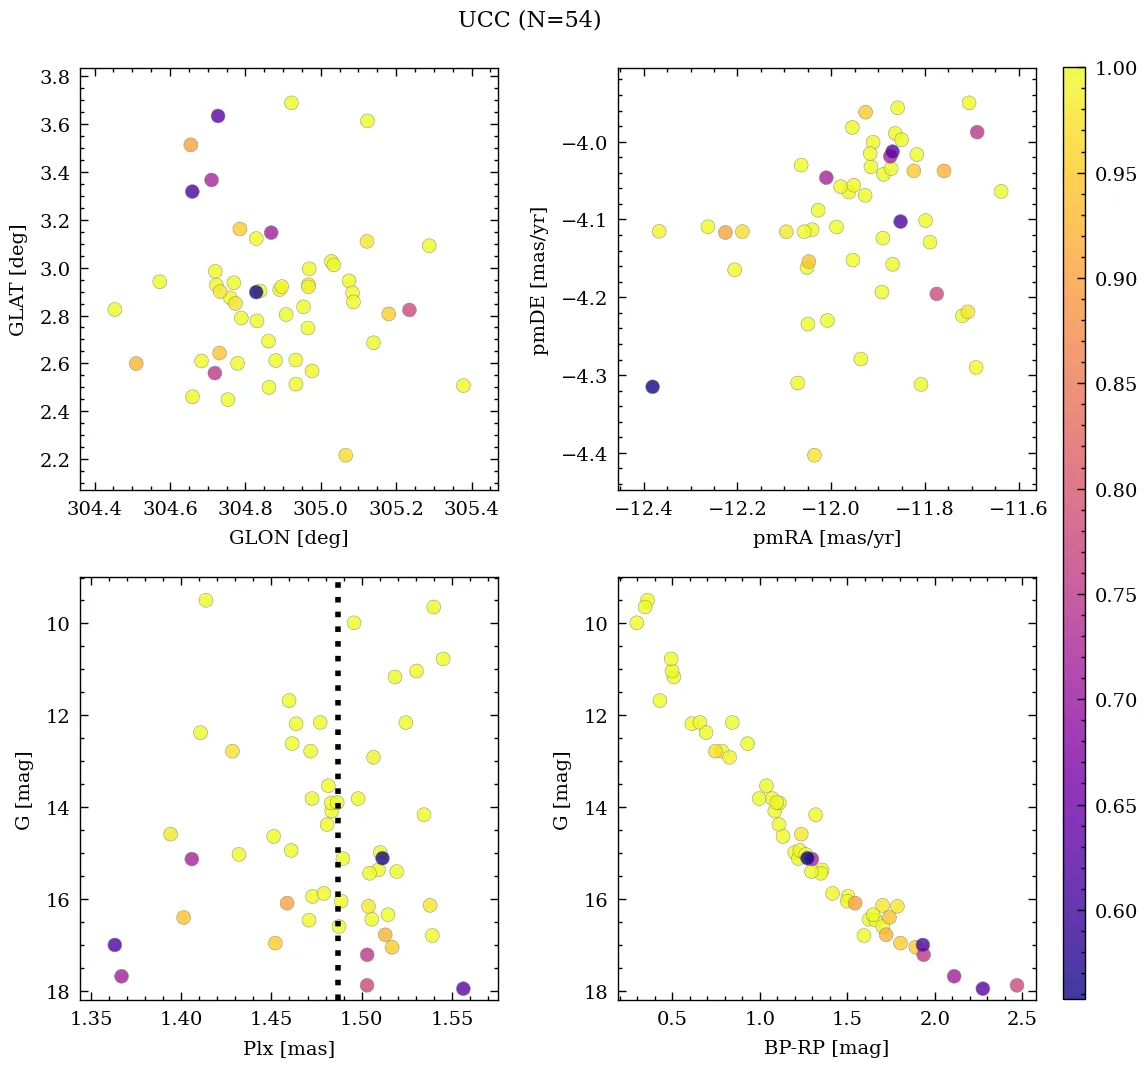 UCC (N=54)
3.8
3.6
3.4
3.2
3.0
2.8
2.6
2.4
2.2
GLAT [deg]
304.4 304.6 304.8 305.0 305.2 305.4
GLON [deg]
−4.0
−4.1
−4.2
−4.3
−4.4
pmDE [mas/yr]
−12.4 −12.2 −12.0 −11.8 −11.6
pmRA [mas/yr]
10
12
14
16
18
G [mag]
1.35 1.40 1.45 1.50 1.55
Plx [mas]
10
12
14
16
18
G [mag]
0.5 1.0 1.5 2.0 2.5
BP-RP [mag]
1.00
0.95
0.90
0.85
0.80
0.75
0.70
0.65
0.60